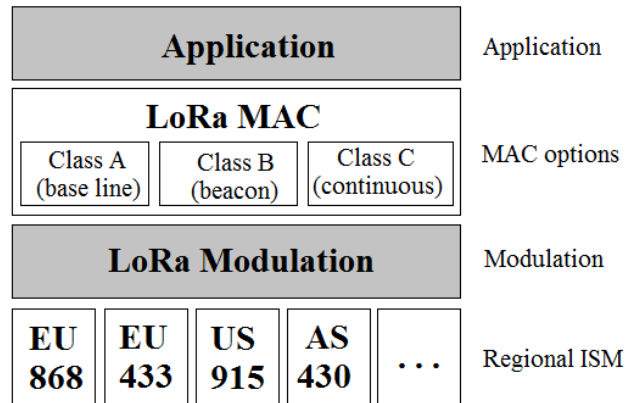 Application
Application
LoRa MAC
Class A
(base line)
Class B
(beacon)
Class C
(continuous)
MAC options
LoRa Modulation
Modulation
EU
868
EU
433
US
915
AS
430
...
Regional ISM